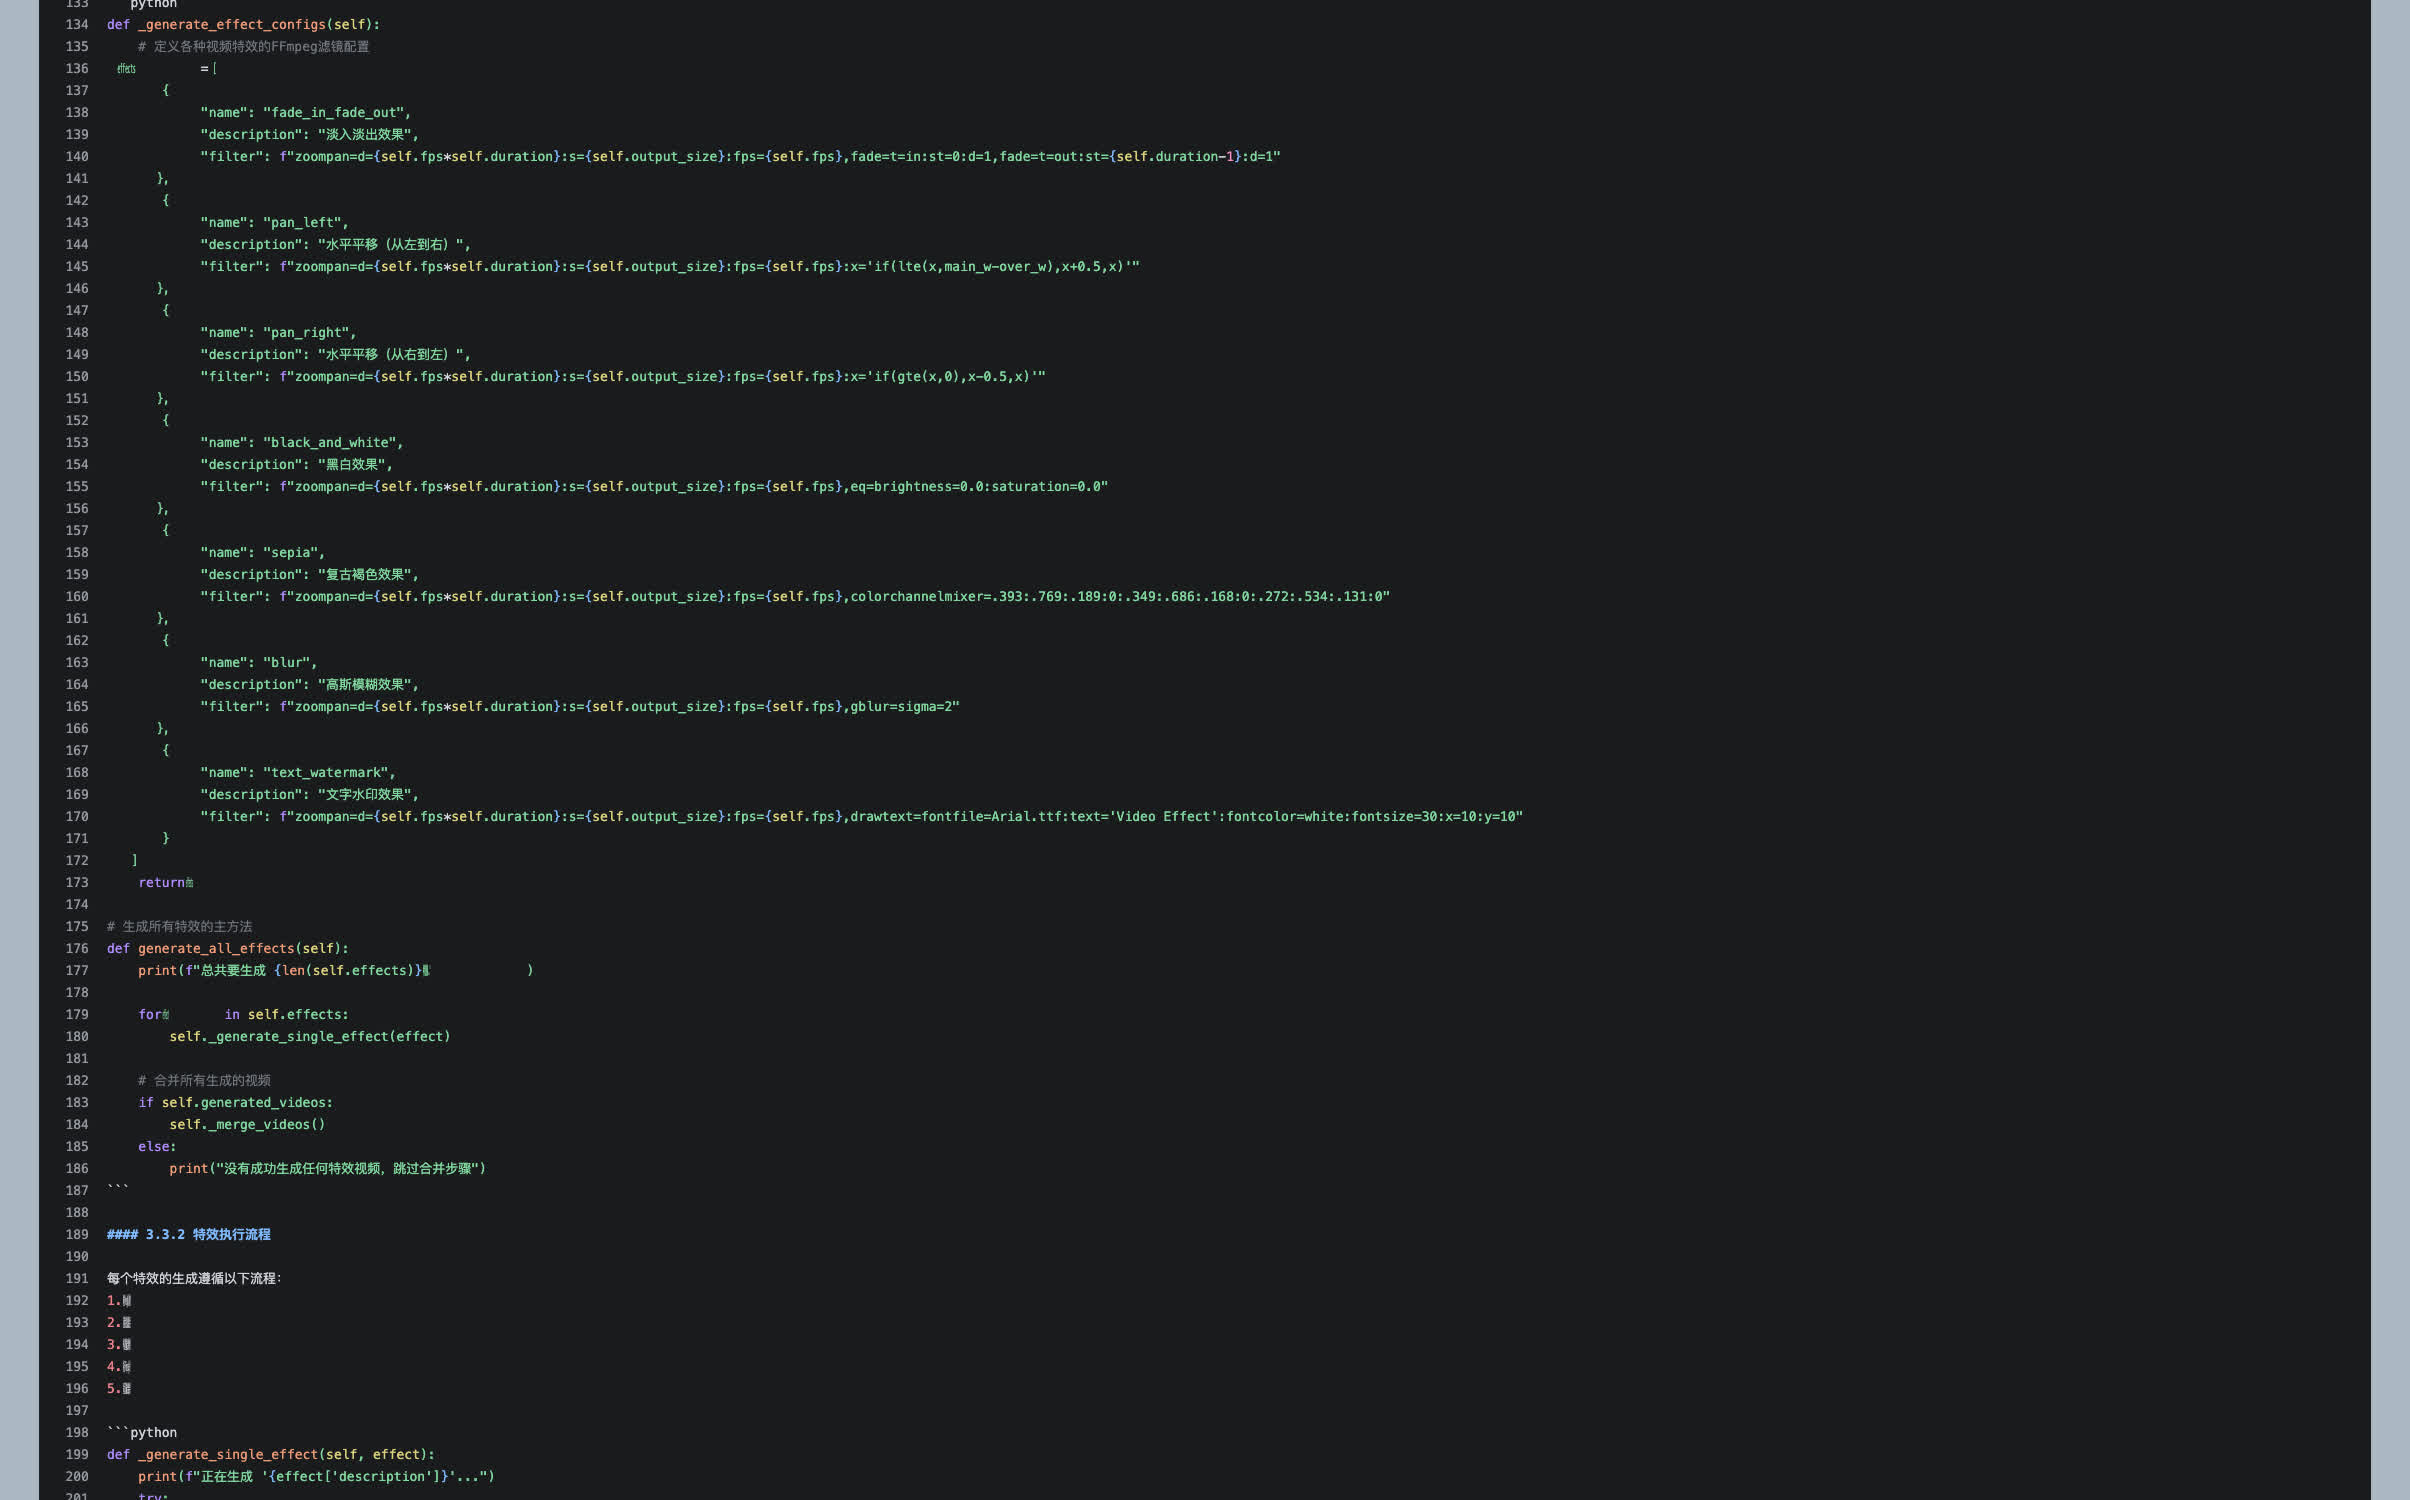 133 python
134 def _generate_effect_configs(self):
135 # 定义各种视频特效的FFmpeg滤镜配置
136 effects = [
137 {
138 "name": "fade_in_fade_out",
139 "description": "淡入淡出效果",
140 "filter": f"zoompan=d={self.fps*self.duration}:s={self.output_size}:fps={self.fps},fade=t=in:st=0:d=1,fade=t=out:st={self.duration-1}:d=1"
141 },
142 {
143 "name": "pan_left",
144 "description": "水平平移（从左到右）",
145 "filter": f"zoompan=d={self.fps*self.duration}:s={self.output_size}:fps={self.fps}:x='if(lte(x,main_w-over_w),x+0.5,x)'"
146 },
147 {
148 "name": "pan_right",
149 "description": "水平平移（从右到左）",
150 "filter": f"zoompan=d={self.fps*self.duration}:s={self.output_size}:fps={self.fps}:x='if(gte(x,0),x-0.5,x)'"
151 },
152 {
153 "name": "black_and_white",
154 "description": "黑白效果",
155 "filter": f"zoompan=d={self.fps*self.duration}:s={self.output_size}:fps={self.fps},eq=brightness=0.0:saturation=0.0"
156 },
157 {
158 "name": "sepia",
159 "description": "复古褐色效果",
160 "filter": f"zoompan=d={self.fps*self.duration}:s={self.output_size}:fps={self.fps},colorchannelmixer=.393:.769:.189:0:.349:.686:.168:0:.272:.534:.131:0"
161 },
162 {
163 "name": "blur",
164 "description": "高斯模糊效果",
165 "filter": f"zoompan=d={self.fps*self.duration}:s={self.output_size}:fps={self.fps},gblur=sigma=2"
166 },
167 {
168 "name": "text_watermark",
169 "description": "文字水印效果",
170 "filter": f"zoompan=d={self.fps*self.duration}:s={self.output_size}:fps={self.fps},drawtext=fontfile=Arial.ttf:text='Video Effect':fontcolor=white:fontsize=30:x=10:y=10"
171 }
172 ]
173 return
174
175 # 生成所有特效的主方法
176 def generate_all_effects(self):
177 print(f"总共要生成 {len(self.effects)} )
178
179 for in self.effects:
180 self._generate_single_effect(effect)
181
182 # 合并所有生成的视频
183 if self.generated_videos:
184 self._merge_videos()
185 else:
186 print("没有成功生成任何特效视频，跳过合并步骤")
187 ```
188
189 #### 3.3.2 特效执行流程
190
191 每个特效的生成遵循以下流程：
192 1.
193 2.
194 3.
195 4.
196 5.
197
198 ```python
199 def _generate_single_effect(self, effect):
200 print(f"正在生成 '{effect['description']}'...")
201 try: